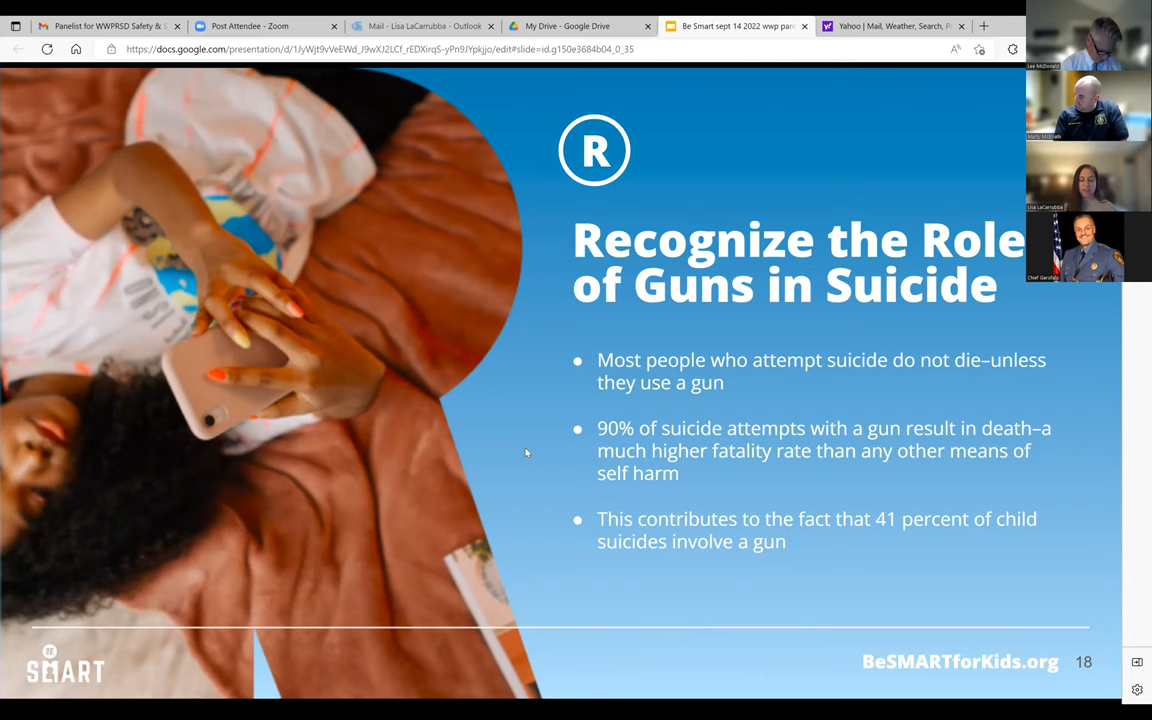 Panelist for WWPRSD Safety & S
Post Attendee - Zoom
Mail - Lisa LaCarrubba - Outlook
My Drive - Google Drive
Be Smart sept 14 2022 wwp par
Yahoo | Mail, Weather, Search, P
https://docs.google.com/presentation/d/1JyWjt9vVeEWd_J9wXJ2LCf_rEDXirqS-yPn9JYpkjjo/edit#slide=id.g150e3684b04_0_35
Lee McDonald
Lisa LaCarrubba
Chief Garofalo
R
Recognize the Role
of Guns in Suicide
● Most people who attempt suicide do not die–unless
they use a gun
● 90% of suicide attempts with a gun result in death–a
much higher fatality rate than any other means of
self harm
● This contributes to the fact that 41 percent of child
suicides involve a gun
BE
SMART
BeSMARTforKids.org 18